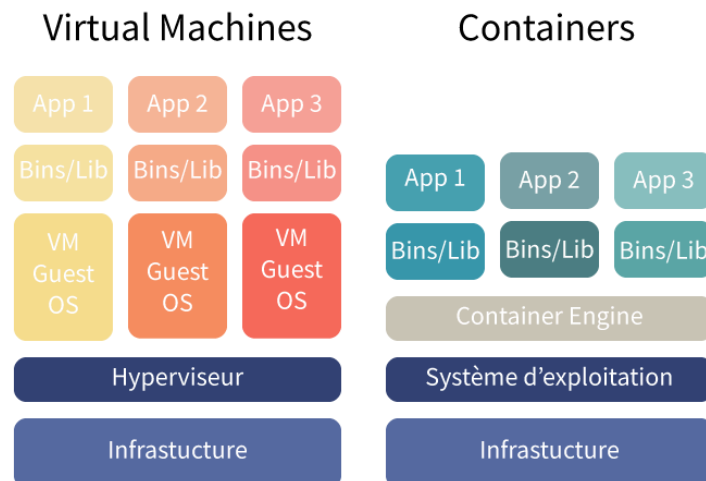 Virtual Machines
App 1 App 2 App 3
Bins/Lib Bins/Lib Bins/Lib
VM Guest OS
VM Guest OS
VM Guest OS
Hyperviseur
Infrastucture
Containers
App 1 App 2 App 3
Bins/Lib Bins/Lib Bins/Lib
Container Engine
Système d'exploitation
Infrastucture